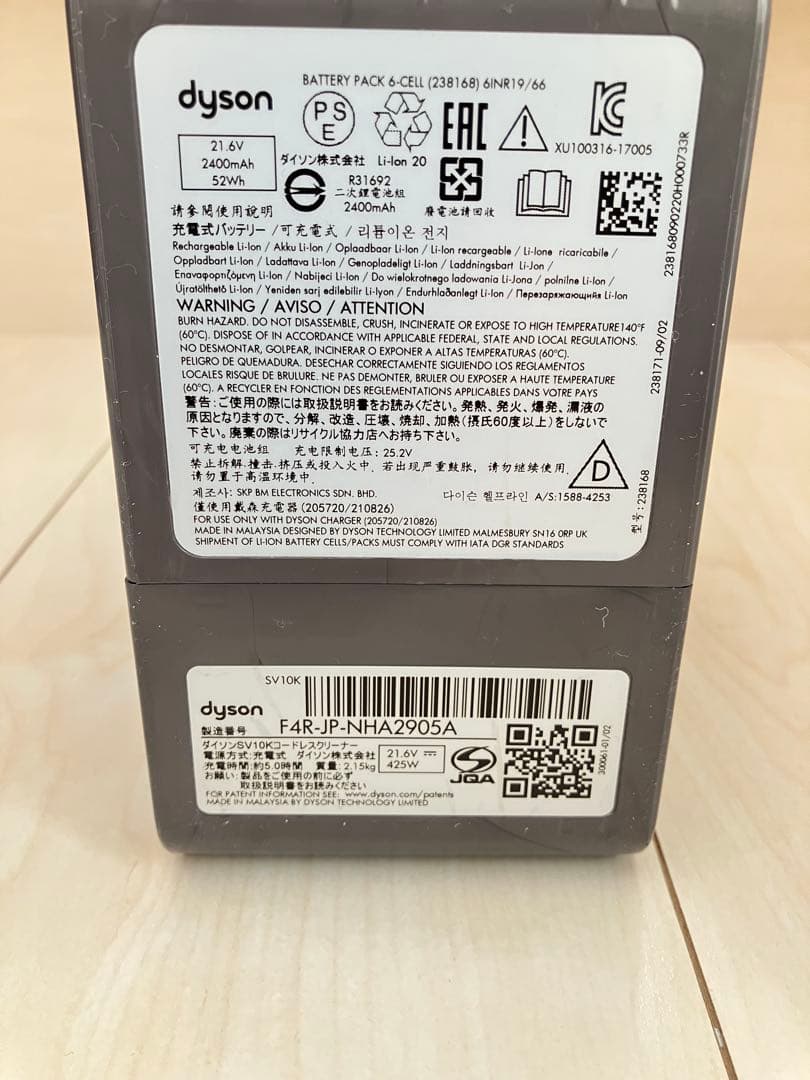 BATTERY PACK 6-CELL (238168) 6INR19/66
dyson
PS
E
EAC
XU100316-17005
21.6V
2400mAh
52Wh
ダイソン株式会社 Li-Ion 20
R31692
二次鋰電池組
2400mAh
廢電池請回收
請參閱使用說明
充電式バッテリー / 可充電式 / 리튬이온 전지
Rechargeable Li-Ion / Akku Li-Ion / Oplaadbaar Li-Ion / Li-Ion recargeable / Li-Ione ricaricabile /
Oppladbart Li-Ion / Ladattava Li-Ion / Genopladeligt Li-Ion / Laddningsbart Li-Jon /
Επαναφορτιζόμενη Li-Ion / Nabijecí Li-Ion / Do wielokrotnego ladowania Li-Jona / polnilne Li-Ion /
Újratölthető Li-Ion / Yeniden sarj edilebilir Li-Iyon / Endurhlaðanlegt Li-Ion / Перезаряжающийся Li-Ion
WARNING / AVISO / ATTENTION
BURN HAZARD. DO NOT DISASSEMBLE, CRUSH, INCINERATE OR EXPOSE TO HIGH TEMPERATURE 140°F
(60°C). DISPOSE OF IN ACCORDANCE WITH APPLICABLE FEDERAL, STATE AND LOCAL REGULATIONS.
NO DESMONTAR, GOLPEAR, INCINERAR O EXPONER A ALTAS TEMPERATURAS (60°C).
PELIGRO DE QUEMADURA. DESECHAR CORRECTAMENTE SIGUIENDO LOS REGLAMENTOS
LOCALES RISQUE DE BRULURE. NE PAS DEMONTER, BRULER OU EXPOSER A HAUTE TEMPERATURE
(60°C). A RECYCLER EN FONCTION DES REGLEMENTATIONS APPLICABLES DANS VOTRE PAYS
警告:ご使用の際には取扱説明書をお読みください。発熱、発火、爆発、漏液の
原因となりますので、分解、改造、圧壊、焼却、加熱(摂氏60度以上)をしないで
下さい。廃棄の際はリサイクル協力店へお持ち下さい。
可充电电池组 充电限制电压:25.2V
禁止拆解.撞击.挤压或投入火中.若出现严重鼓胀,请勿继续使用.
请勿置于高温环境中.
D
제조사: SKP BM ELECTRONICS SDN. BHD. 다이슨 헬프라인 A/S:1588-4253
僅使用戴森充電器 (205720/210826)
FOR USE ONLY WITH DYSON CHARGER (205720/210826)
MADE IN MALAYSIA DESIGNED BY DYSON TECHNOLOGY LIMITED MALMESBURY SN16 0RP UK
SHIPMENT OF LI-ION BATTERY CELLS/PACKS MUST COMPLY WITH IATA DGR STANDARDS
238168090220H000733R
238171-09/02
型号:238168
SV10K
dyson
製造番号 F4R-JP-NHA2905A
ダイソンSV10Kコードレスクリーナー
電源方式:充電式 ダイソン株式会社
充電時間:約5.0時間 質量:2.15kg
お願い:製品をご使用の前に必ず
取扱説明書をお読みください
21.6V
425W
JQA
FOR PATENT INFORMATION SEE: www.dyson.com/patents
MADE IN MALAYSIA BY DYSON TECHNOLOGY LIMITED
300061-01/02